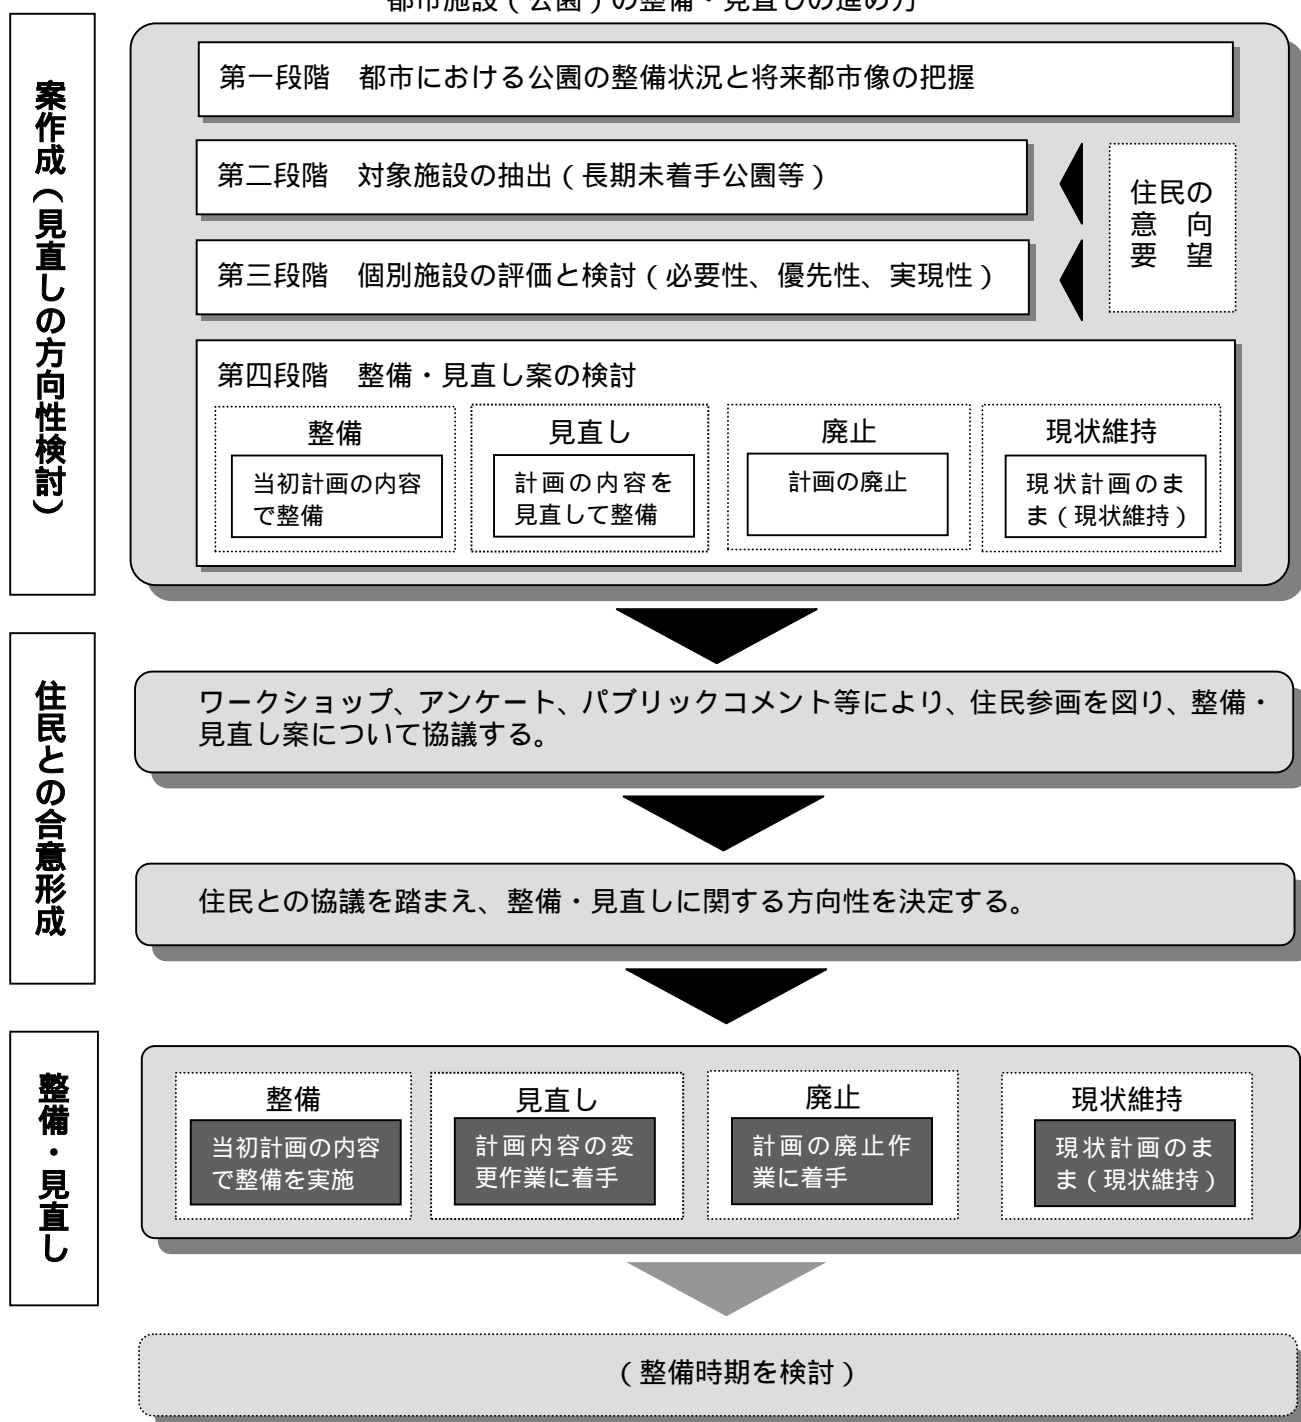 都市施設（公園）の整備・見直しの進め方
案作成（見直しの方向性検討）
第一段階　都市における公園の整備状況と将来都市像の把握
第二段階　対象施設の抽出（長期未着手公園等）
第三段階　個別施設の評価と検討（必要性、優先性、実現性）
住民の
意　向
要　望
第四段階　整備・見直し案の検討
整備
当初計画の内容
で整備
見直し
計画の内容を
見直して整備
廃止
計画の廃止
現状維持
現状計画のま
ま（現状維持）
住民との合意形成
ワークショップ、アンケート、パブリックコメント等により、住民参画を図り、整備・
見直し案について協議する。
住民との協議を踏まえ、整備・見直しに関する方向性を決定する。
整備・見直し
整備
当初計画の内容
で整備を実施
見直し
計画内容の変
更作業に着手
廃止
計画の廃止作
業に着手
現状維持
現状計画のま
ま（現状維持）
（整備時期を検討）